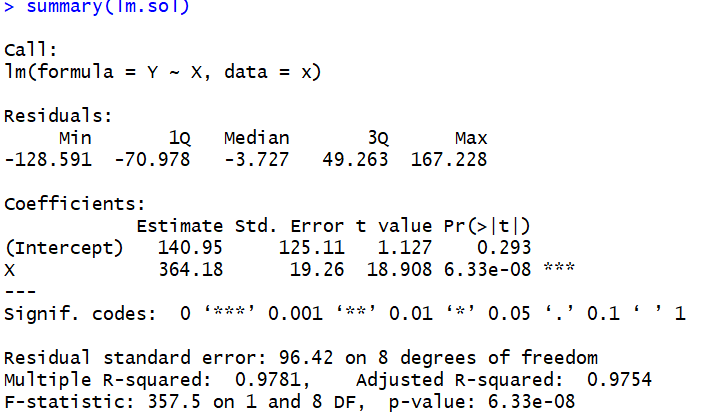 > summary(lm.sol)
Call:
lm(formula = Y ~ X, data = x)
Residuals:
     Min       1Q   Median       3Q      Max
-128.591  -70.978   -3.727   49.263  167.228
Coefficients:
            Estimate Std. Error t value Pr(>|t|)
(Intercept)   140.95     125.11   1.127    0.293
X             364.18      19.26  18.908 6.33e-08 ***
---
Signif. codes:  0 ‘***’ 0.001 ‘**’ 0.01 ‘*’ 0.05 ‘.’ 0.1 ‘ ’ 1
Residual standard error: 96.42 on 8 degrees of freedom
Multiple R-squared:  0.9781,    Adjusted R-squared:  0.9754
F-statistic: 357.5 on 1 and 8 DF,  p-value: 6.33e-08